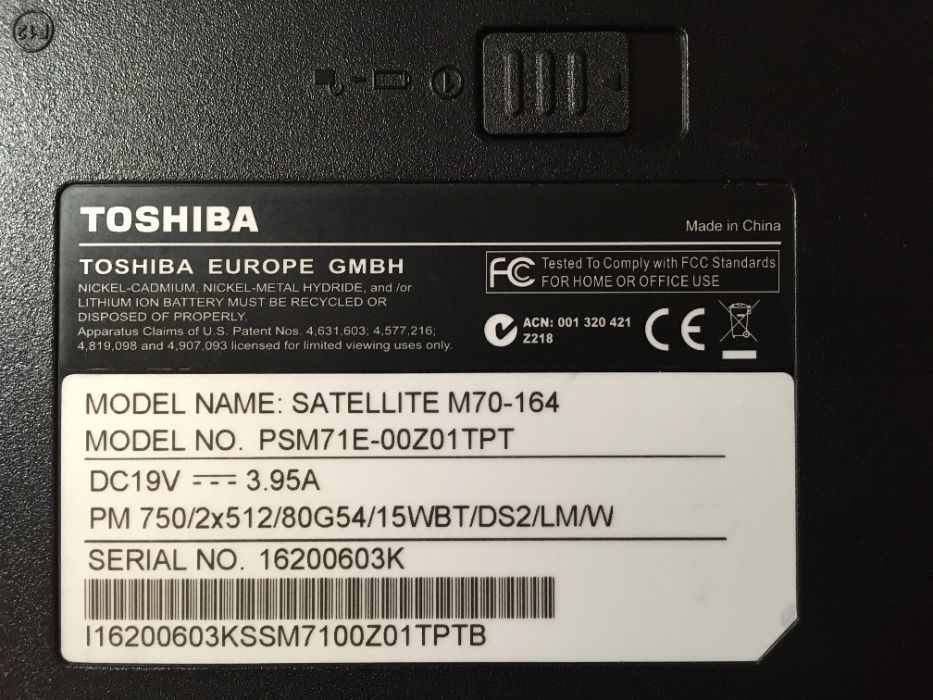 F12
TOSHIBA
Made in China
TOSHIBA EUROPE GMBH
NICKEL-CADMIUM, NICKEL-METAL HYDRIDE, and /or
LITHIUM ION BATTERY MUST BE RECYCLED OR
DISPOSED OF PROPERLY.
Apparatus Claims of U.S. Patent Nos. 4,631,603; 4,577,216;
4,819,098 and 4,907,093 licensed for limited viewing uses only.
FC Tested To Comply with FCC Standards
FOR HOME OR OFFICE USE
ACN: 001 320 421
Z218
CE
MODEL NAME: SATELLITE M70-164
MODEL NO. PSM71E-00Z01TPT
DC19V 3.95A
PM 750/2x512/80G54/15WBT/DS2/LM/W
SERIAL NO. 16200603K
I16200603KSSM7100Z01TPTB